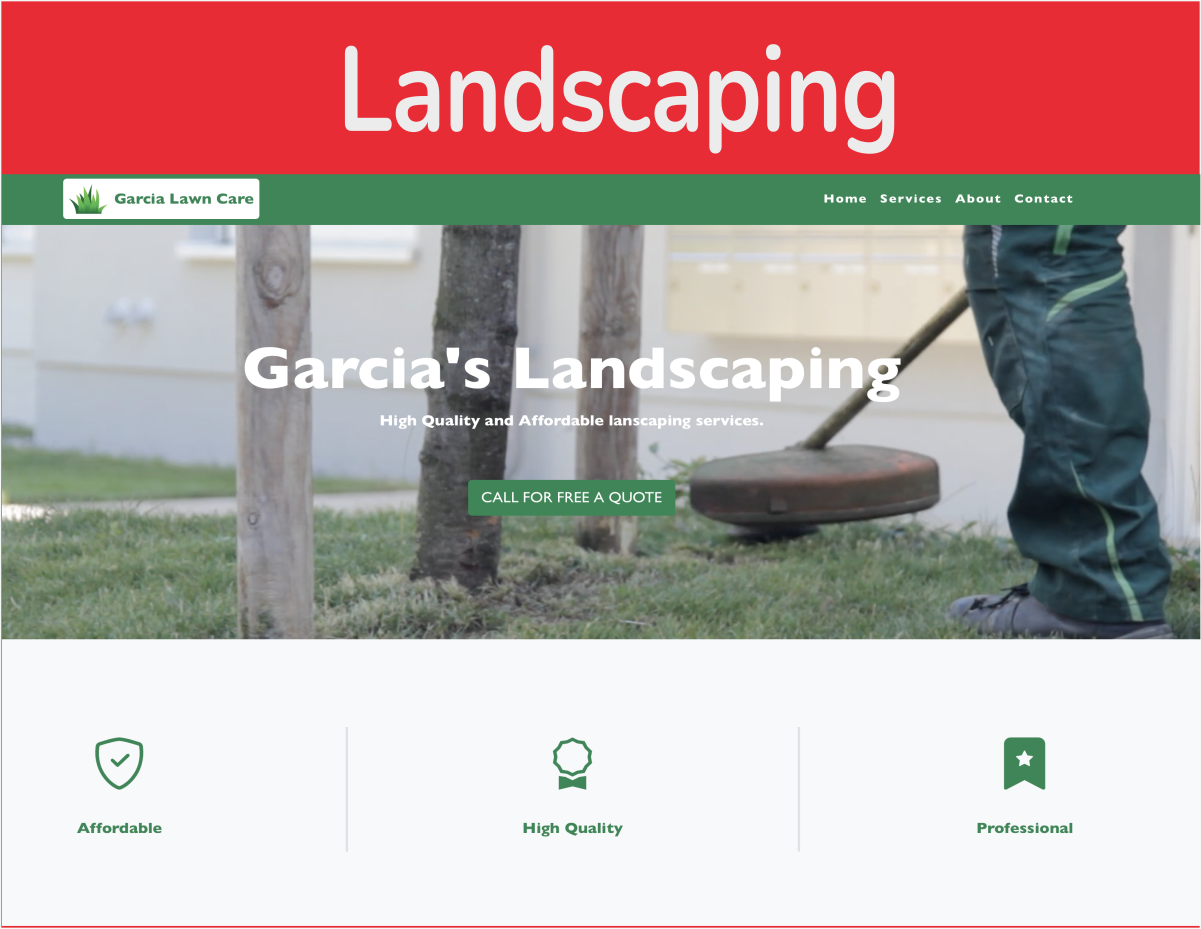 Landscaping
Garcia Lawn Care
Home Services About Contact
Garcia's Landscaping
High Quality and Affordable lanscaping services.
CALL FOR FREE A QUOTE
Affordable
High Quality
Professional